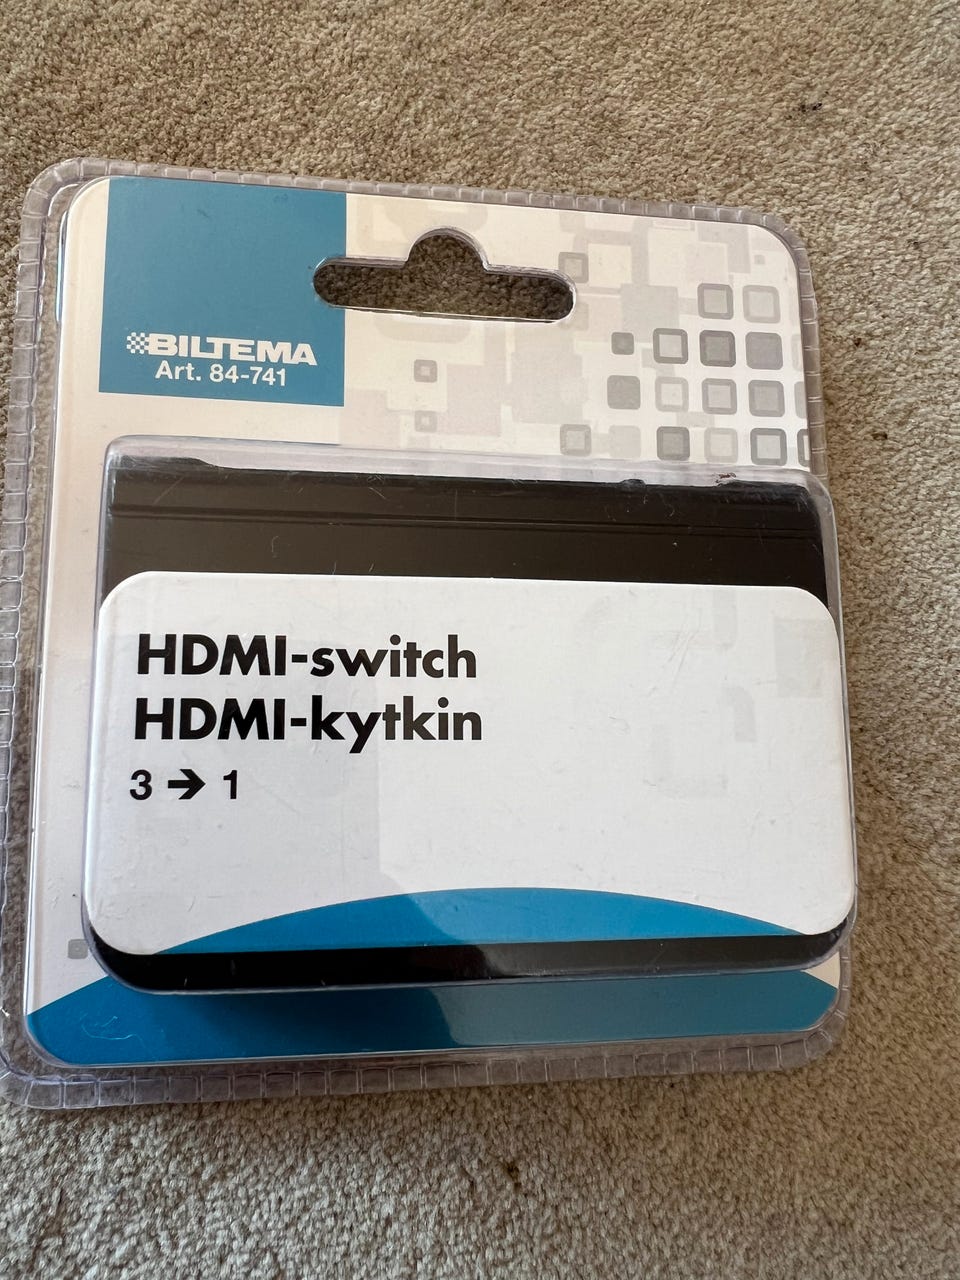 BILTEMA
Art. 84-741
HDMI-switch
HDMI-kytkin
3 → 1